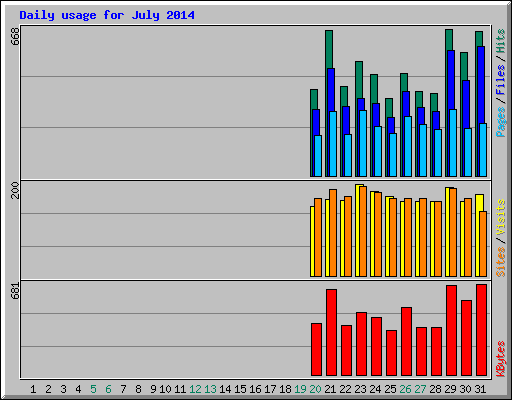 Daily usage for July 2014
668
Pages/Files/Hits
200
Sites/Visits
681
KBytes
1 2 3 4 5 6 7 8 9 10 11 12 13 14 15 16 17 18 19 20 21 22 23 24 25 26 27 28 29 30 31